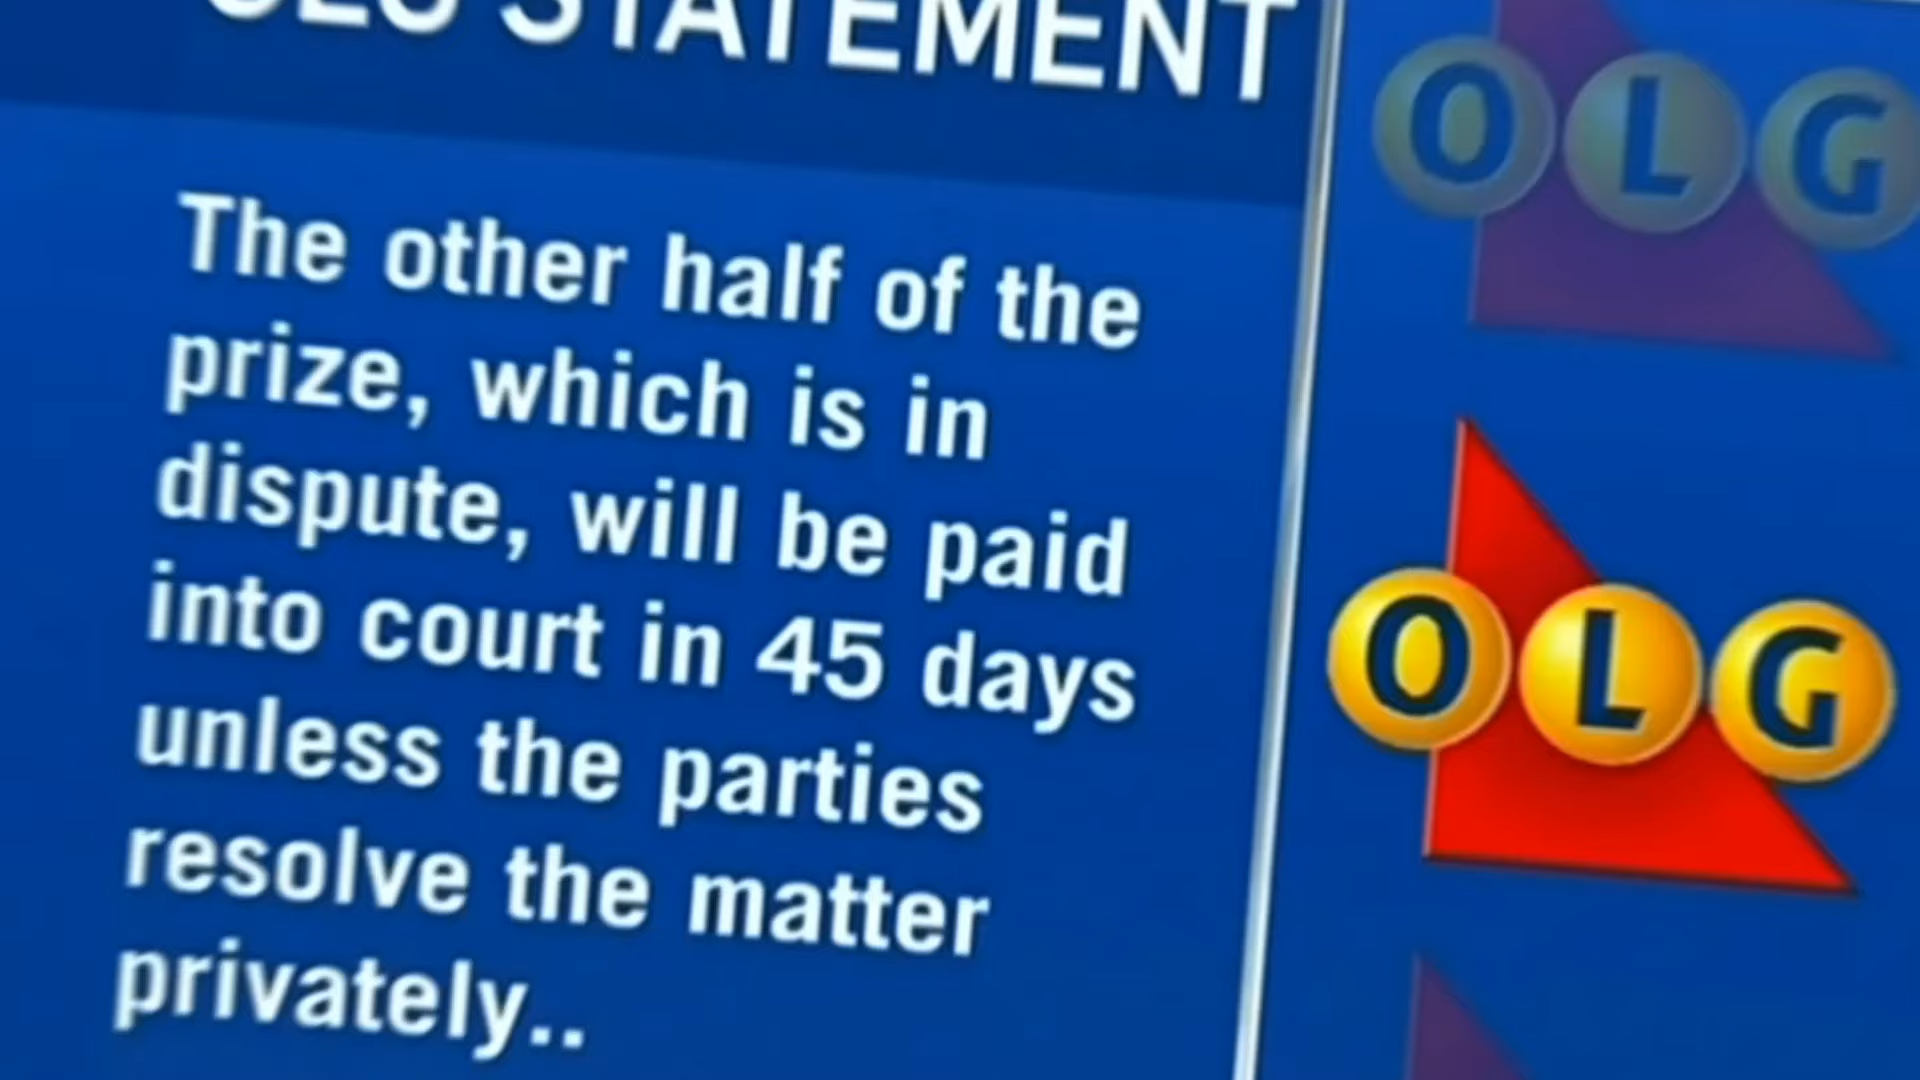 OLG STATEMENT
The other half of the
prize, which is in
dispute, will be paid
into court in 45 days
unless the parties
resolve the matter
privately..
OLG
OLG